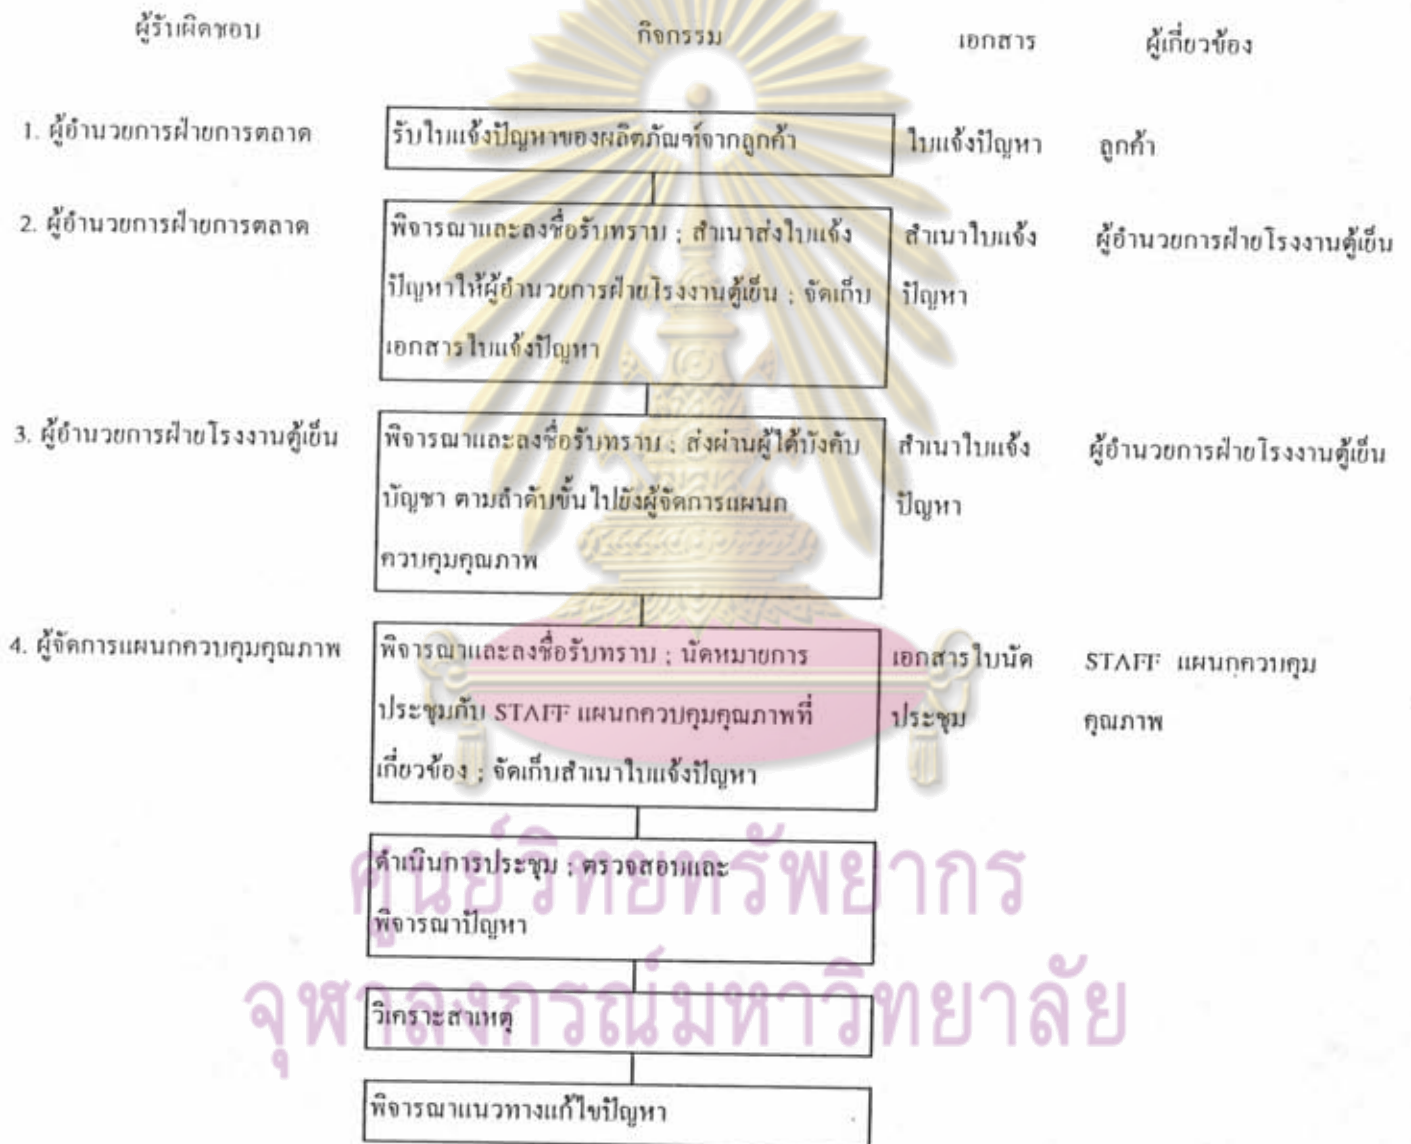 ผู้รับผิดชอบ กิจกรรม เอกสาร ผู้เกี่ยวข้อง
1. ผู้อำนวยการฝ่ายการตลาด รับใบแจ้งปัญหาของผลิตภัณฑ์จากลูกค้า ใบแจ้งปัญหา ลูกค้า
2. ผู้อำนวยการฝ่ายการตลาด พิจารณาและลงชื่อรับทราบ ; สำเนาส่งใบแจ้ง สำเนาใบแจ้ง ผู้อำนวยการฝ่ายโรงงานตู้เย็น
ปัญหาให้ผู้อำนวยการฝ่ายโรงงานตู้เย็น ; จัดเก็บ ปัญหา
เอกสารใบแจ้งปัญหา
3. ผู้อำนวยการฝ่ายโรงงานตู้เย็น พิจารณาและลงชื่อรับทราบ ; ส่งผ่านผู้ใต้บังคับ สำเนาใบแจ้ง ผู้อำนวยการฝ่ายโรงงานตู้เย็น
บัญชา ตามลำดับขั้นไปยังผู้จัดการแผนก ปัญหา
ควบคุมคุณภาพ
4. ผู้จัดการแผนกควบคุมคุณภาพ พิจารณาและลงชื่อรับทราบ ; นัดหมายการ เอกสารใบนัด STAFF แผนกควบคุม
ประชุมกับ STAFF แผนกควบคุมคุณภาพที่ ประชุม คุณภาพ
เกี่ยวข้อง ; จัดเก็บสำเนาใบแจ้งปัญหา
ดำเนินการประชุม ; ตรวจสอบและ
ศูนย์วิทยทรัพยากร
พิจารณาปัญหา
จุฬาลงกรณ์มหาวิทยาลัย
วิเคราะสาเหตุ
พิจารณาแนวทางแก้ไขปัญหา